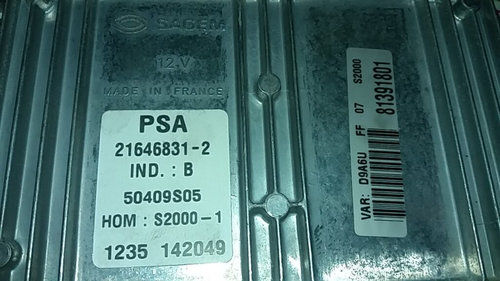 SAGEM
12.V
MADE IN FRANCE
PSA
21646831-2
IND. : B
50409S05
HOM : S2000-1
1235 142049
VAR: D9A6U FF 07 S2000
81391801